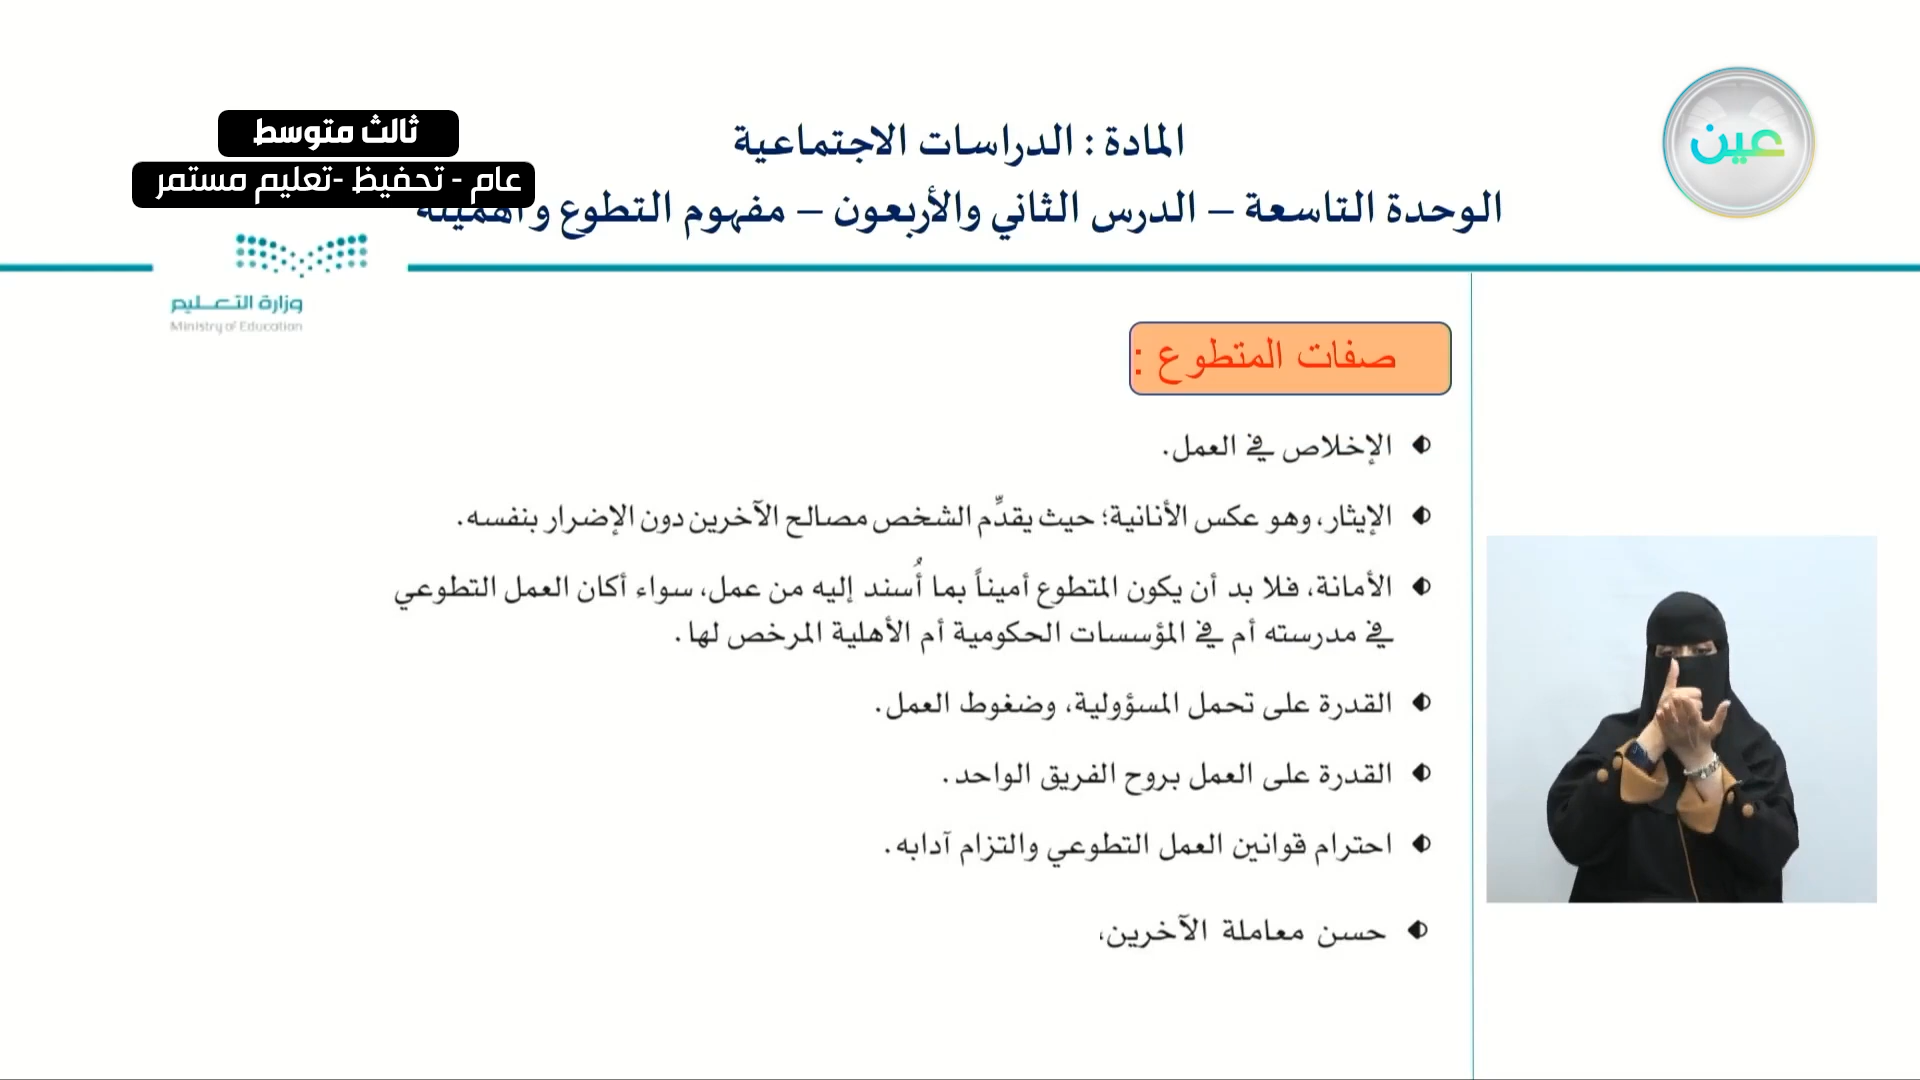 ثالث متوسط
عام - تحفيظ -تعليم مستمر
عين
المادة : الدراسات الاجتماعية
الوحدة التاسعة – الدرس الثاني والأربعون – مفهوم التطوع
وزارة التعليم
Ministry of Education
صفات المتطوع :
الإخلاص في العمل.
الإيثار، وهو عكس الأنانية؛ حيث يقدِّم الشخص مصالح الآخرين دون الإضرار بنفسه.
الأمانة، فلا بد أن يكون المتطوع أميناً بما أُسند إليه من عمل، سواء أكان العمل التطوعي
في مدرسته أم في المؤسسات الحكومية أم الأهلية المرخص لها.
القدرة على تحمل المسؤولية، وضغوط العمل.
القدرة على العمل بروح الفريق الواحد.
احترام قوانين العمل التطوعي والتزام آدابه.
حسن معاملة الآخرين،